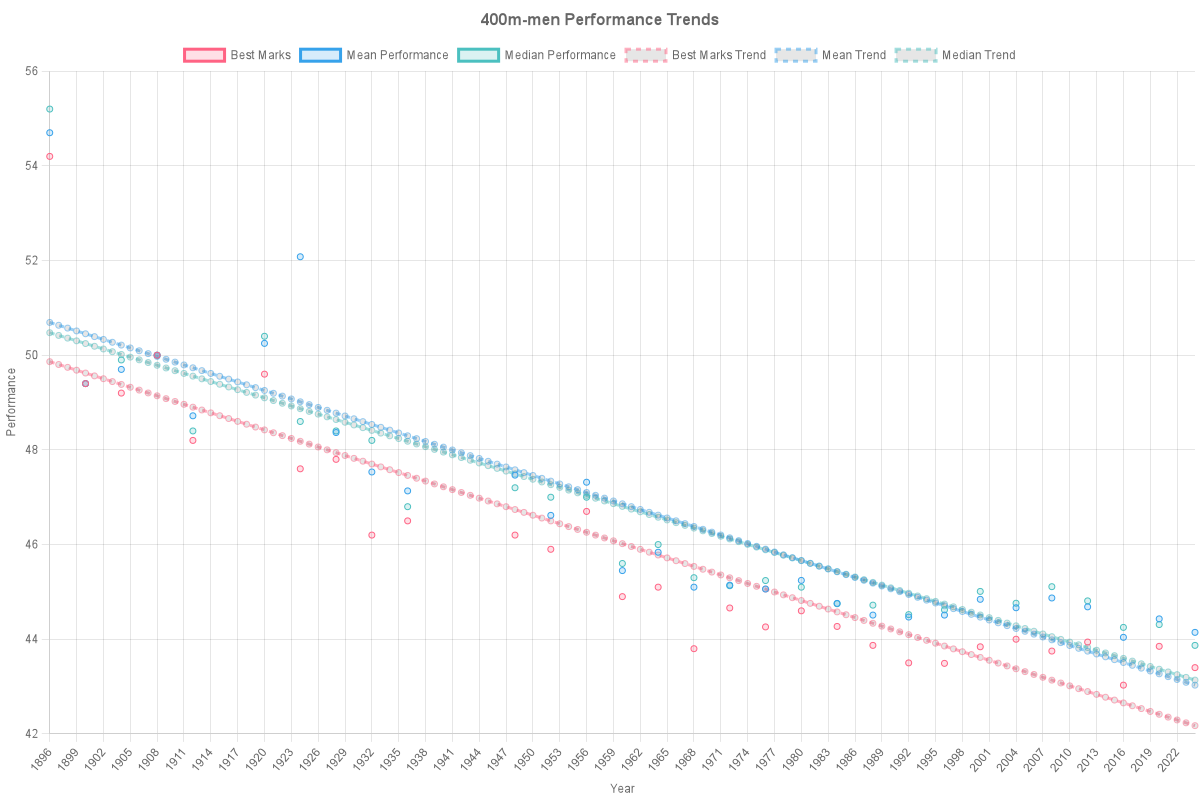 400m-men Performance Trends
Best Marks Mean Performance Median Performance Best Marks Trend Mean Trend Median Trend
56
54
52
50
48
46
44
42
Performance
1896 1899 1902 1905 1908 1911 1914 1917 1920 1923 1926 1929 1932 1935 1938 1941 1944 1947 1950 1953 1956 1959 1962 1965 1968 1971 1974 1977 1980 1983 1986 1989 1992 1995 1998 2001 2004 2007 2010 2013 2016 2019 2022
Year